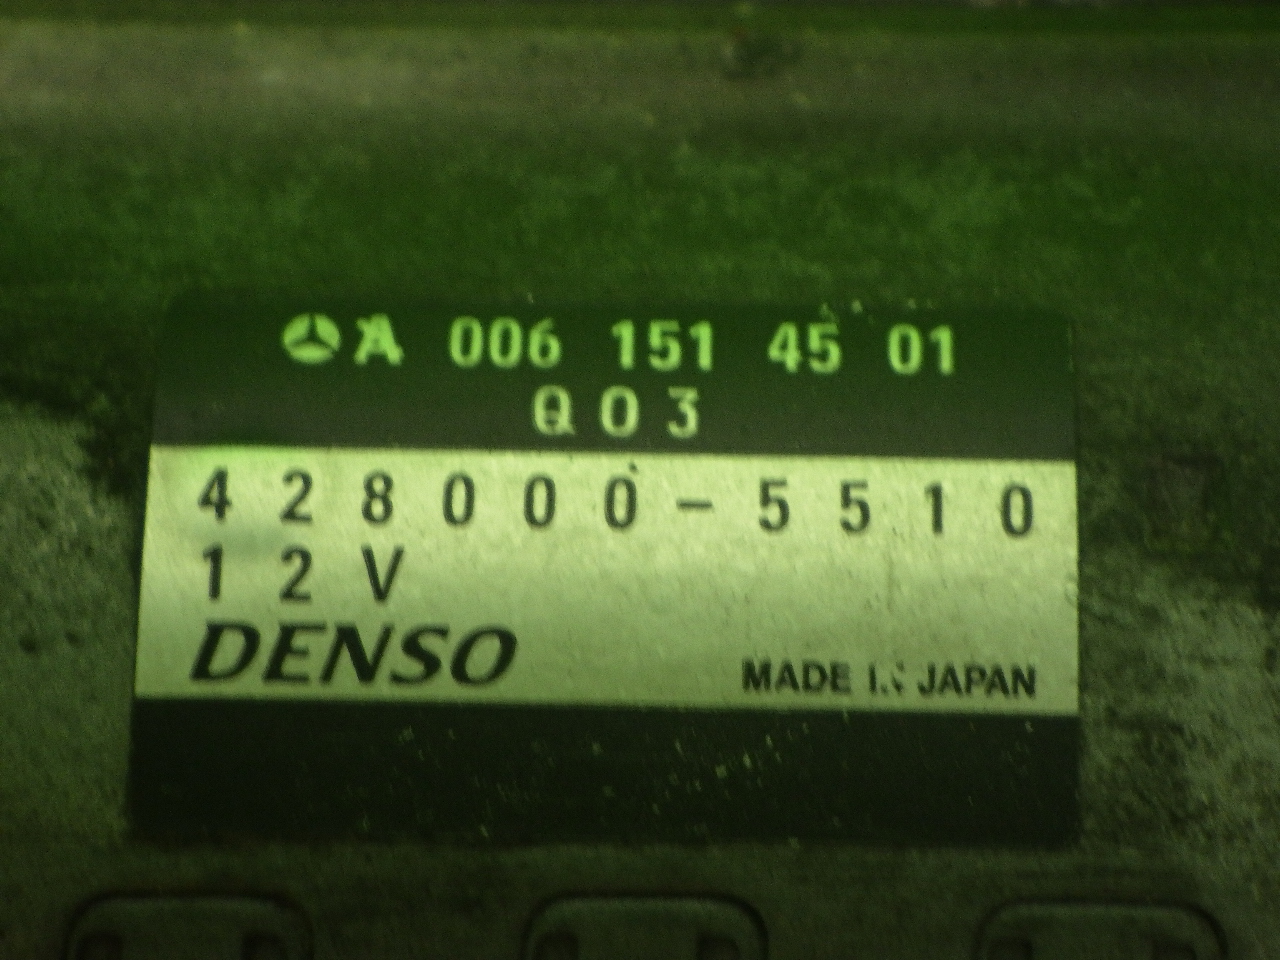 A 006 151 45 01
Q03
428000-5510
12V
DENSO
MADE IN JAPAN